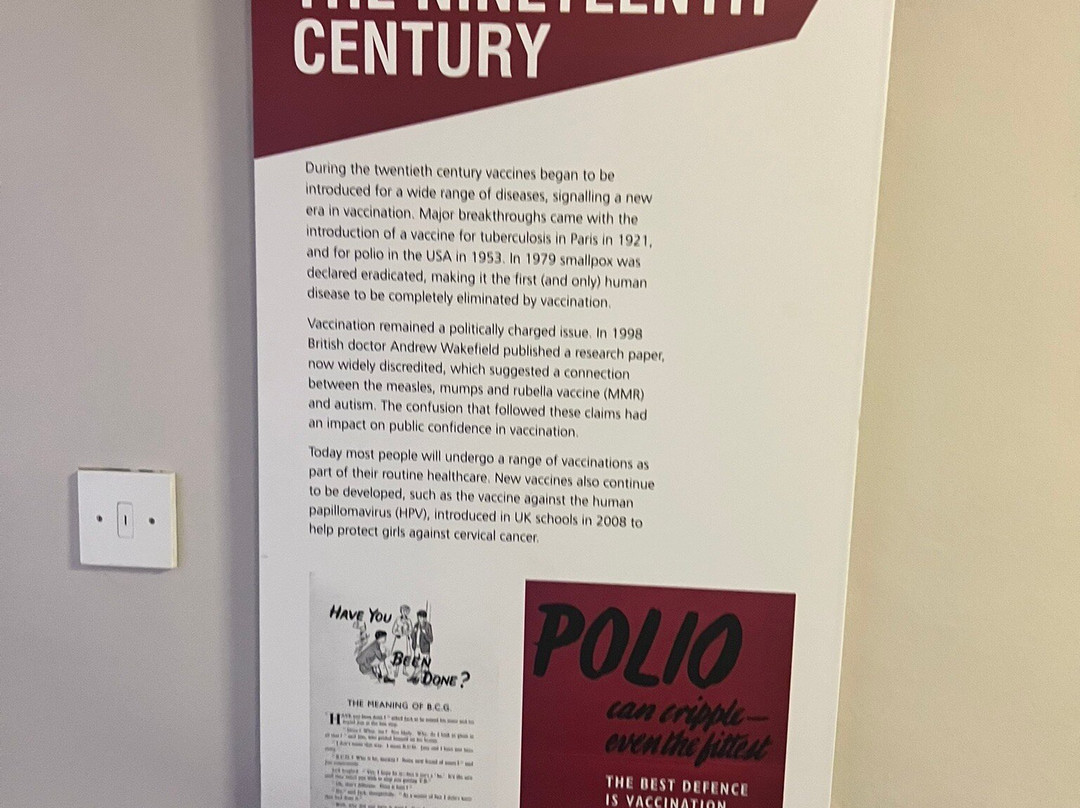 THE NINETEENTH
CENTURY
During the twentieth century vaccines began to be
introduced for a wide range of diseases, signalling a new
era in vaccination. Major breakthroughs came with the
introduction of a vaccine for tuberculosis in Paris in 1921,
and for polio in the USA in 1953. In 1979 smallpox was
declared eradicated, making it the first (and only) human
disease to be completely eliminated by vaccination.
Vaccination remained a politically charged issue. In 1998
British doctor Andrew Wakefield published a research paper,
now widely discredited, which suggested a connection
between the measles, mumps and rubella vaccine (MMR)
and autism. The confusion that followed these claims had
an impact on public confidence in vaccination.
Today most people will undergo a range of vaccinations as
part of their routine healthcare. New vaccines also continue
to be developed, such as the vaccine against the human
papillomavirus (HPV), introduced in UK schools in 2008 to
help protect girls against cervical cancer.
HAVE YOU
BEEN
DONE?
THE MEANING OF B.C.G.
POLIO
can cripple—
even the fittest
THE BEST DEFENCE
IS VACCINATION